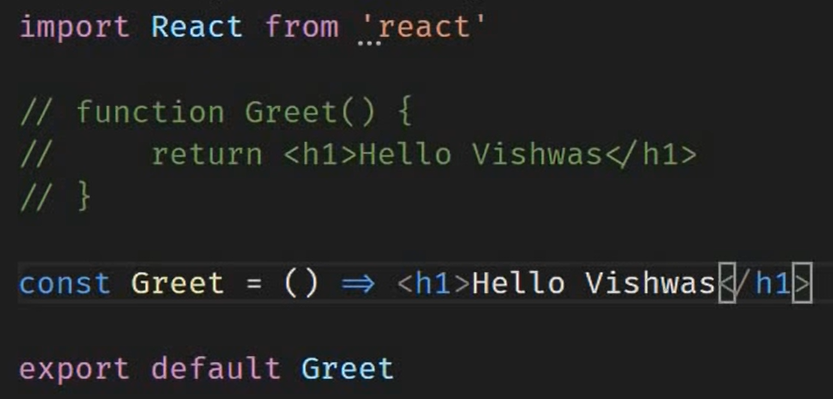 import React from 'react'
// function Greet() {
//     return <h1>Hello Vishwas</h1>
// }
const Greet = () => <h1>Hello Vishwas</h1>
export default Greet